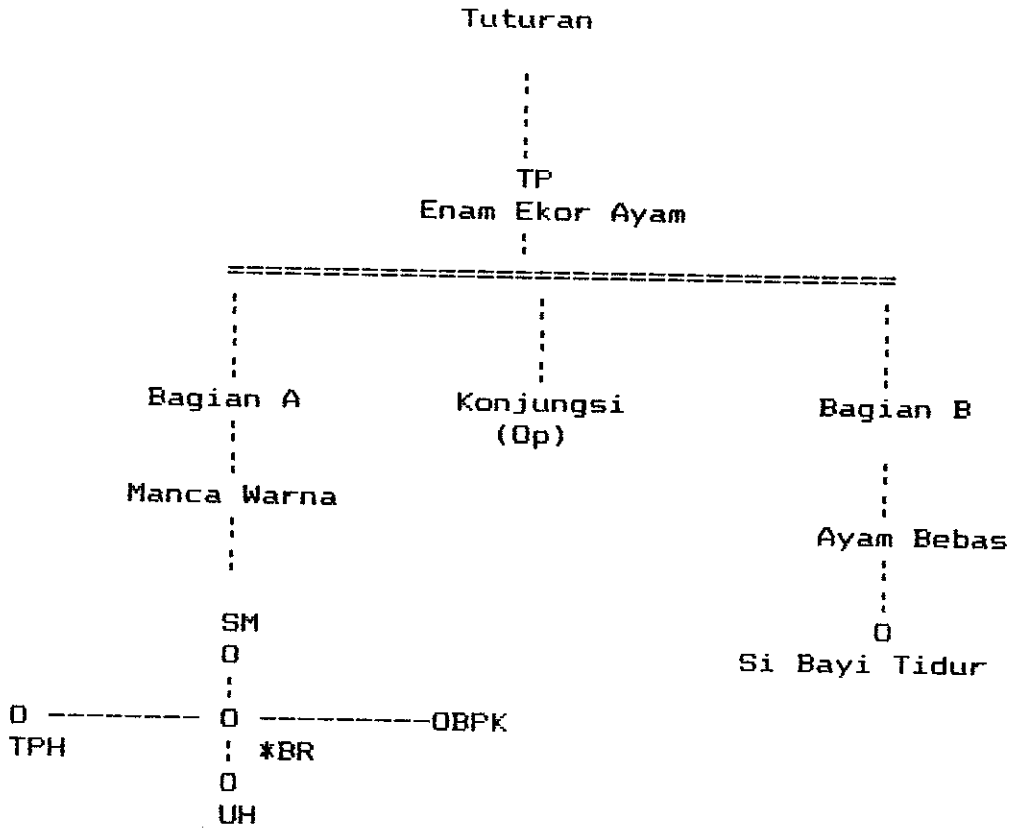 Tuturan
TP
Enam Ekor Ayam
Bagian A Konjungsi Bagian B
(Op)
Manca Warna
Ayam Bebas
SM
O O
Si Bayi Tidur
O O OBPK
TPH *BR
O
UH